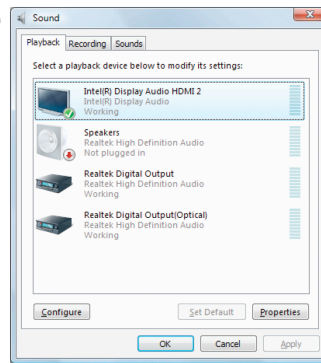 Sound
Playback Recording Sounds
Select a playback device below to modify its settings:
Intel(R) Display Audio HDMI 2
Intel(R) Display Audio
Working
Speakers
Realtek High Definition Audio
Not plugged in
Realtek Digital Output
Realtek High Definition Audio
Working
Realtek Digital Output(Optical)
Realtek High Definition Audio
Working
Configure Set Default Properties
OK Cancel Apply